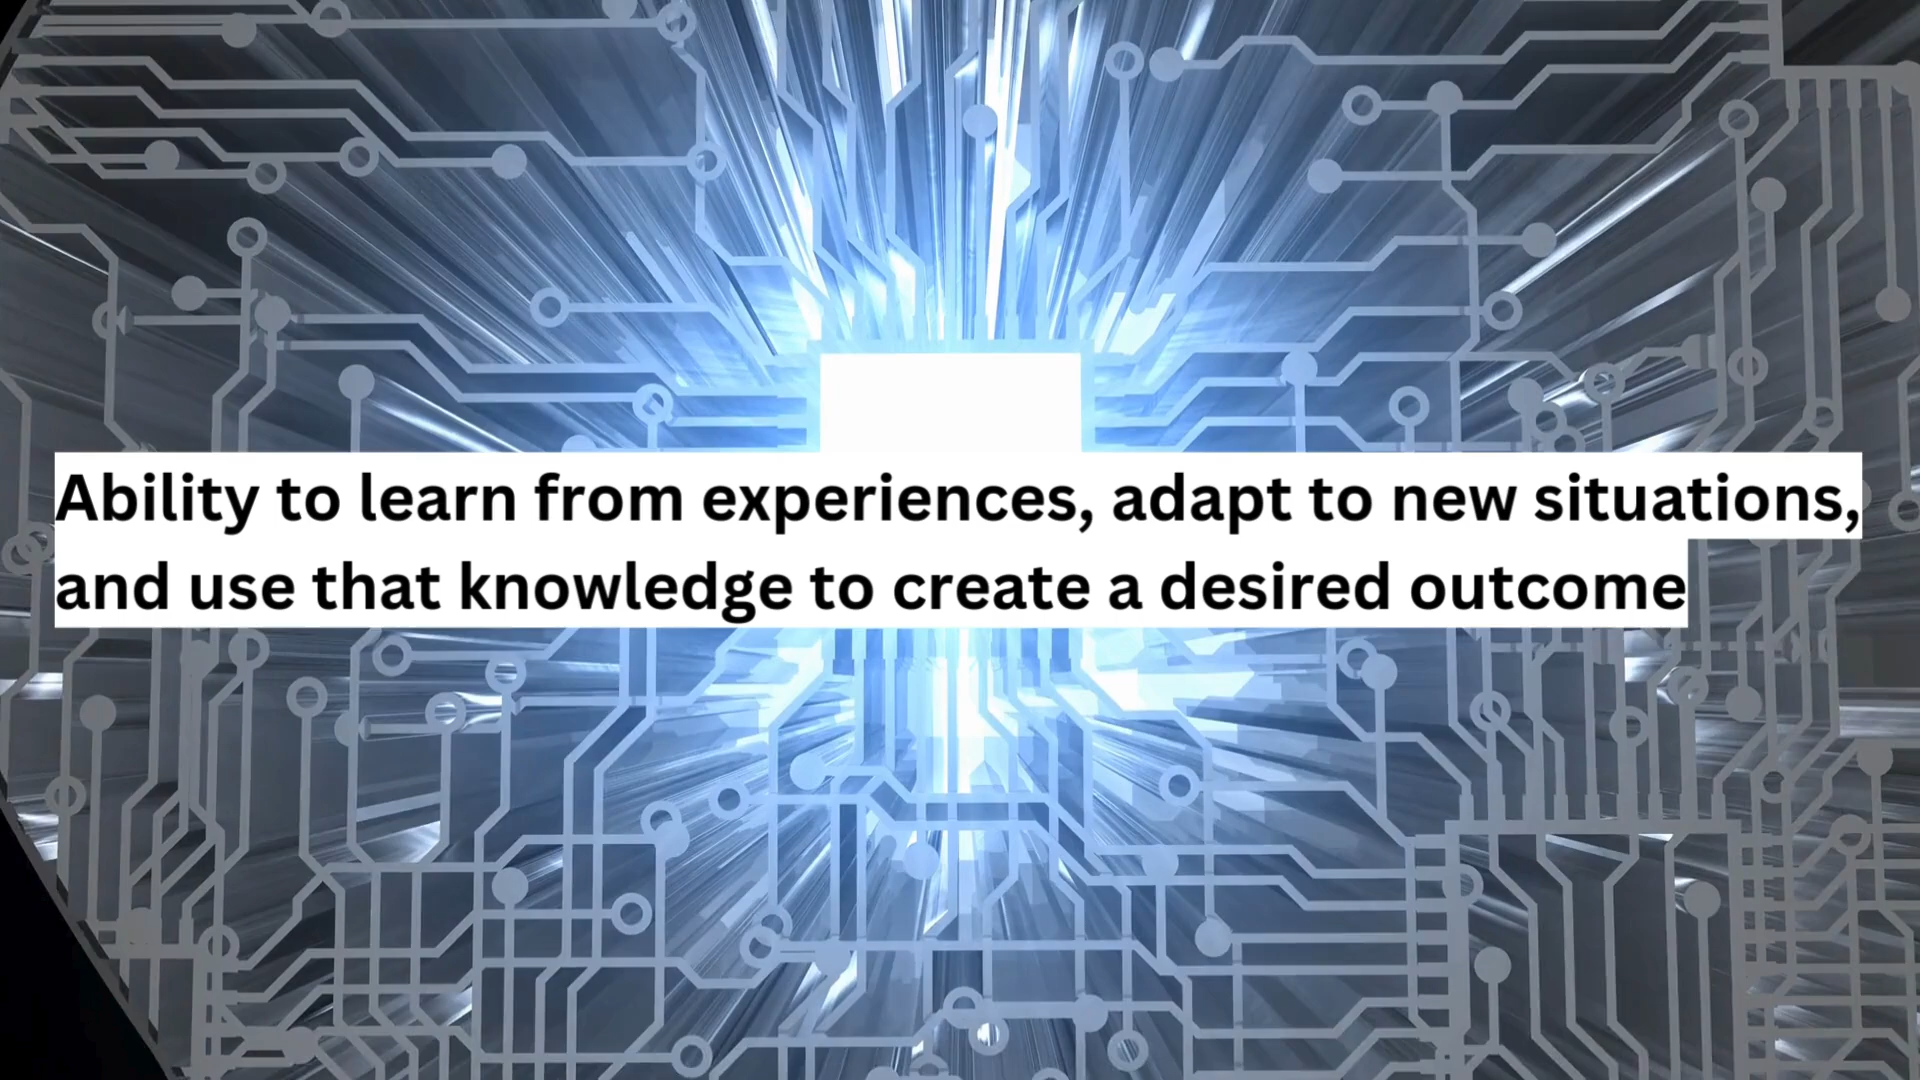 Ability to learn from experiences, adapt to new situations,
and use that knowledge to create a desired outcome